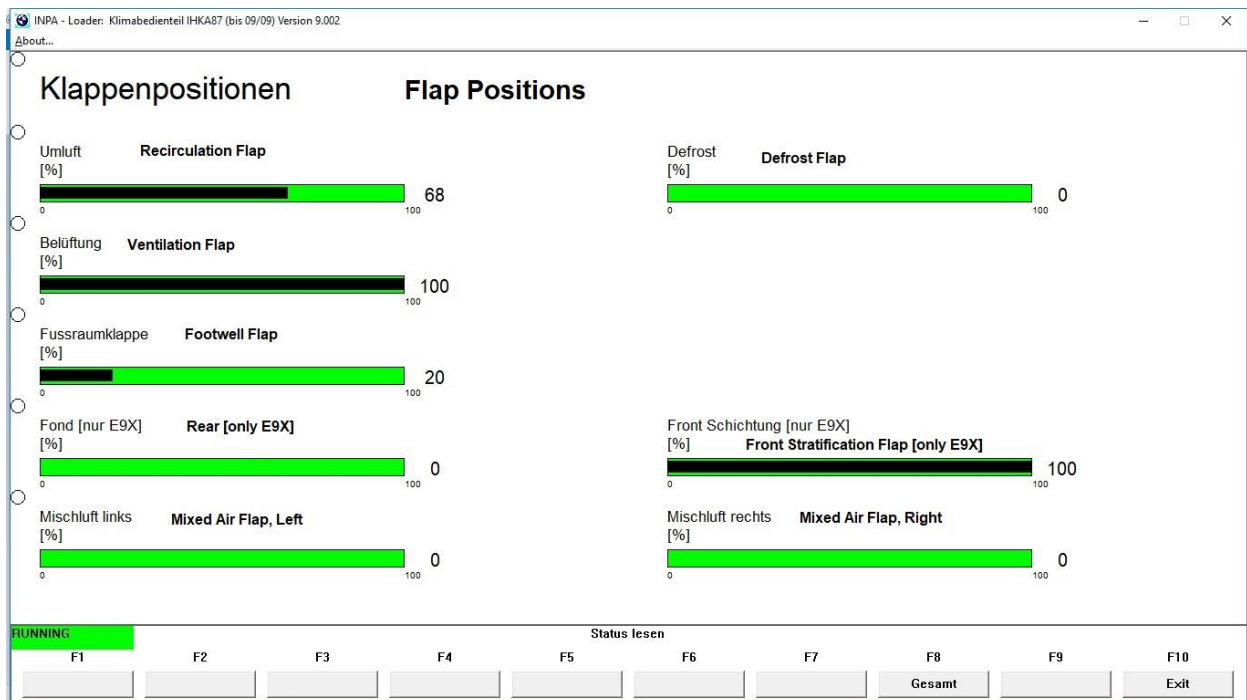 INPA - Loader: Klimabedienteil IHKA87 (bis 09/09) Version 9.002
About...
Klappenpositionen Flap Positions
Umluft Recirculation Flap
[%]
68
0 100
Defrost Defrost Flap
[%]
0
0 100
Belüftung Ventilation Flap
[%]
100
0 100
Fussraumklappe Footwell Flap
[%]
20
0 100
Fond [nur E9X] Rear [only E9X]
[%]
0
0 100
Front Schichtung [nur E9X]
[%] Front Stratification Flap [only E9X]
100
0 100
Mischluft links Mixed Air Flap, Left
[%]
0
0 100
Mischluft rechts Mixed Air Flap, Right
[%]
0
0 100
RUNNING Status lesen
F1 F2 F3 F4 F5 F6 F7 F8 F9 F10
Gesamt Exit